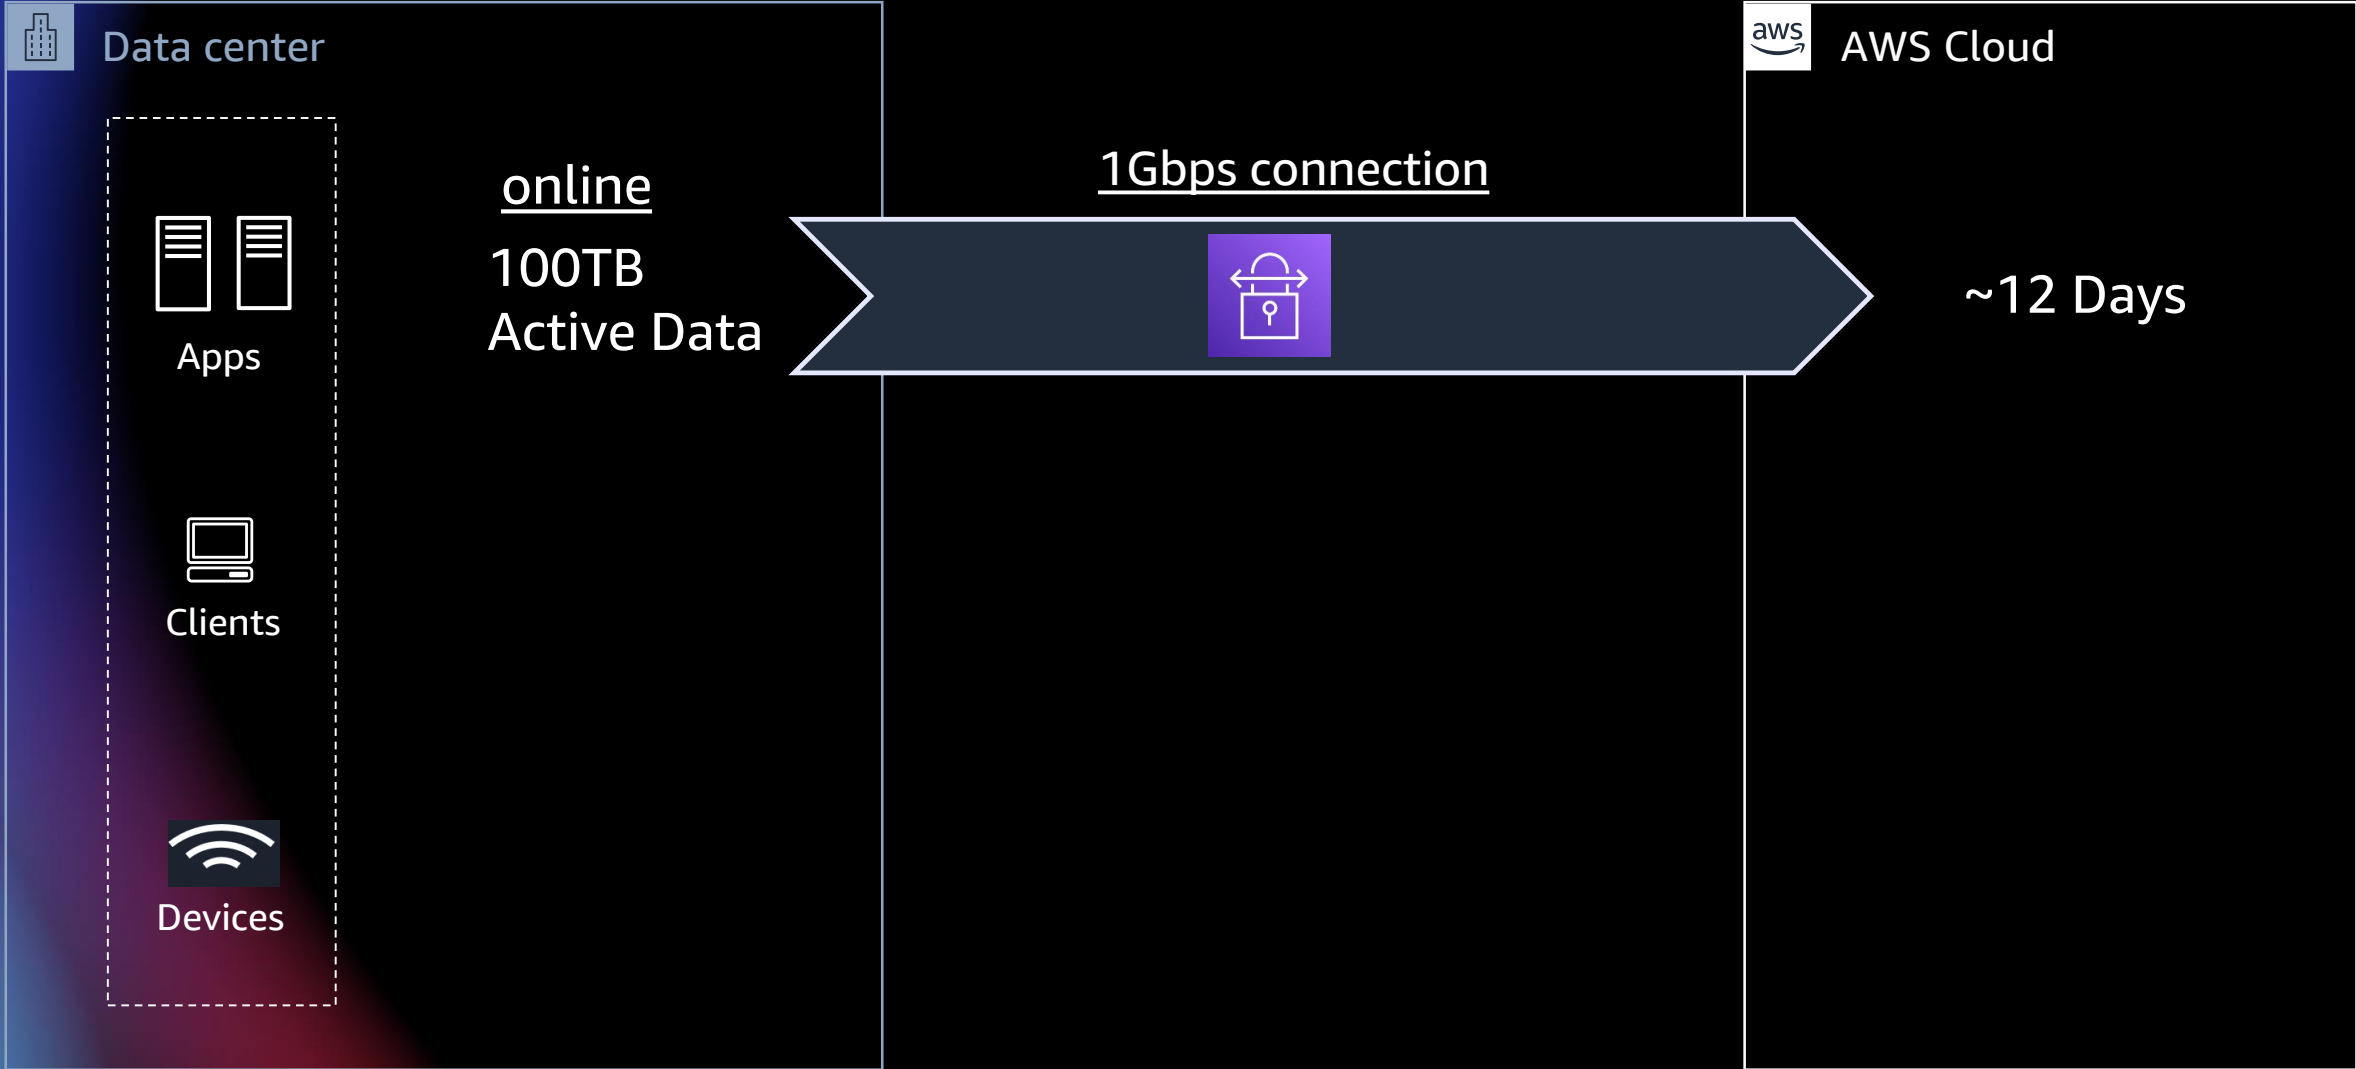 Data center
aws
AWS Cloud
1Gbps connection
online
100TB
Active Data
~12 Days
Apps
Clients
Devices